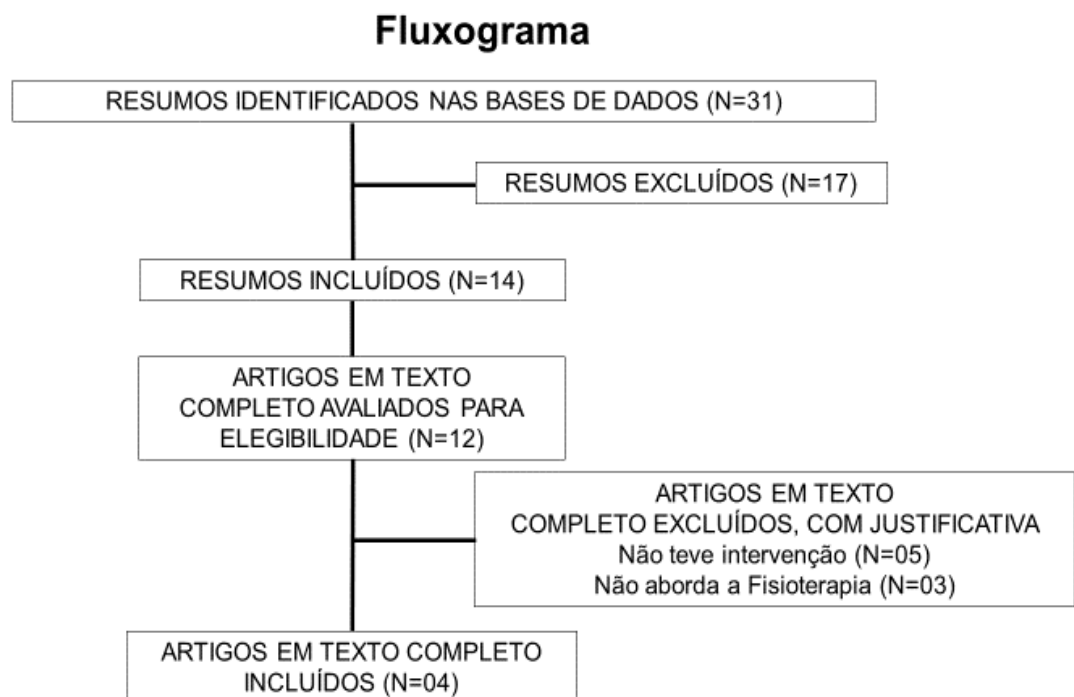 Fluxograma
RESUMOS IDENTIFICADOS NAS BASES DE DADOS (N=31)
RESUMOS EXCLUÍDOS (N=17)
RESUMOS INCLUÍDOS (N=14)
ARTIGOS EM TEXTO
COMPLETO AVALIADOS PARA
ELEGIBILIDADE (N=12)
ARTIGOS EM TEXTO
COMPLETO EXCLUÍDOS, COM JUSTIFICATIVA
Não teve intervenção (N=05)
Não aborda a Fisioterapia (N=03)
ARTIGOS EM TEXTO COMPLETO
INCLUÍDOS (N=04)